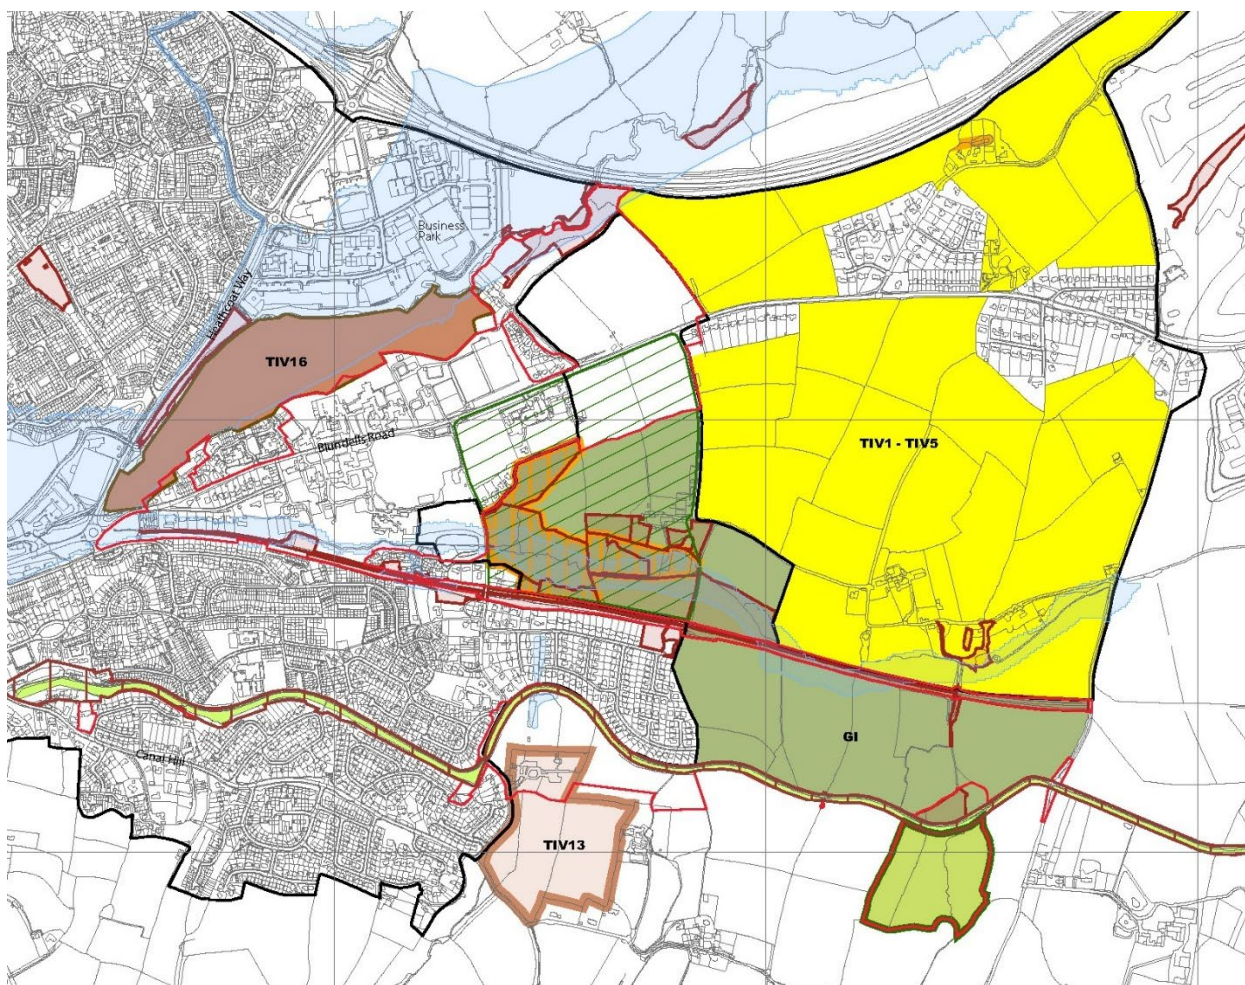 Business
Park
Heathcoat Way
TIV16
Blundells Road
TIV1 - TIV5
GI
Canal Hill
TIV13